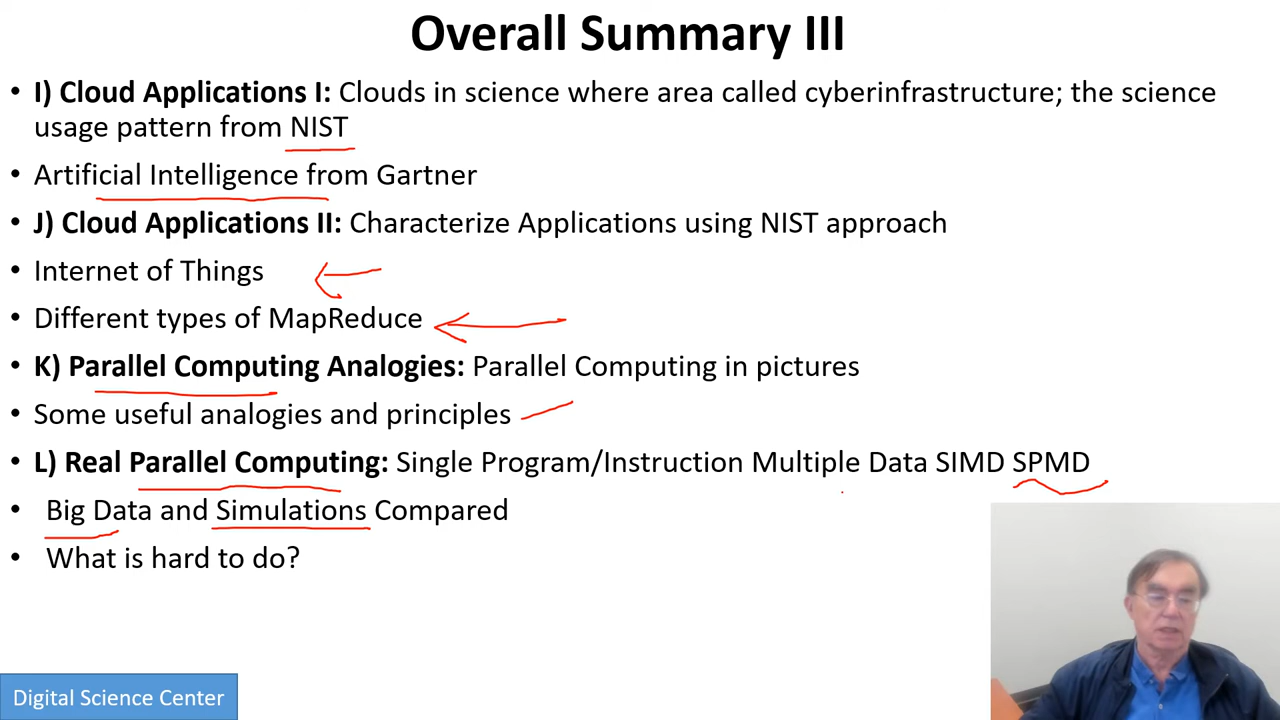 Overall Summary III
• I) Cloud Applications I: Clouds in science where area called cyberinfrastructure; the science
usage pattern from NIST
• Artificial Intelligence from Gartner
• J) Cloud Applications II: Characterize Applications using NIST approach
• Internet of Things
• Different types of MapReduce
• K) Parallel Computing Analogies: Parallel Computing in pictures
• Some useful analogies and principles
• L) Real Parallel Computing: Single Program/Instruction Multiple Data SIMD SPMD
• Big Data and Simulations Compared
• What is hard to do?
Digital Science Center